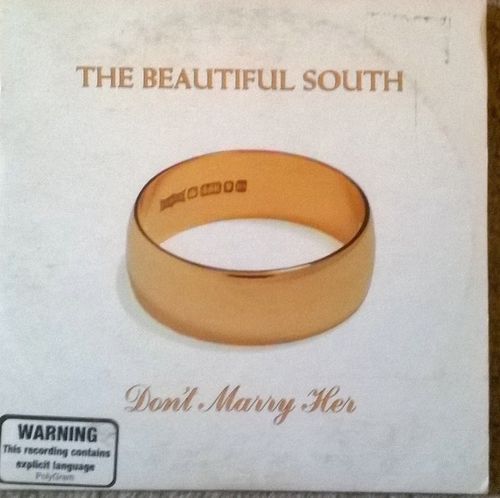 THE BEAUTIFUL SOUTH
Don't Marry Her
WARNING
This recording contains
explicit language
PolyGram